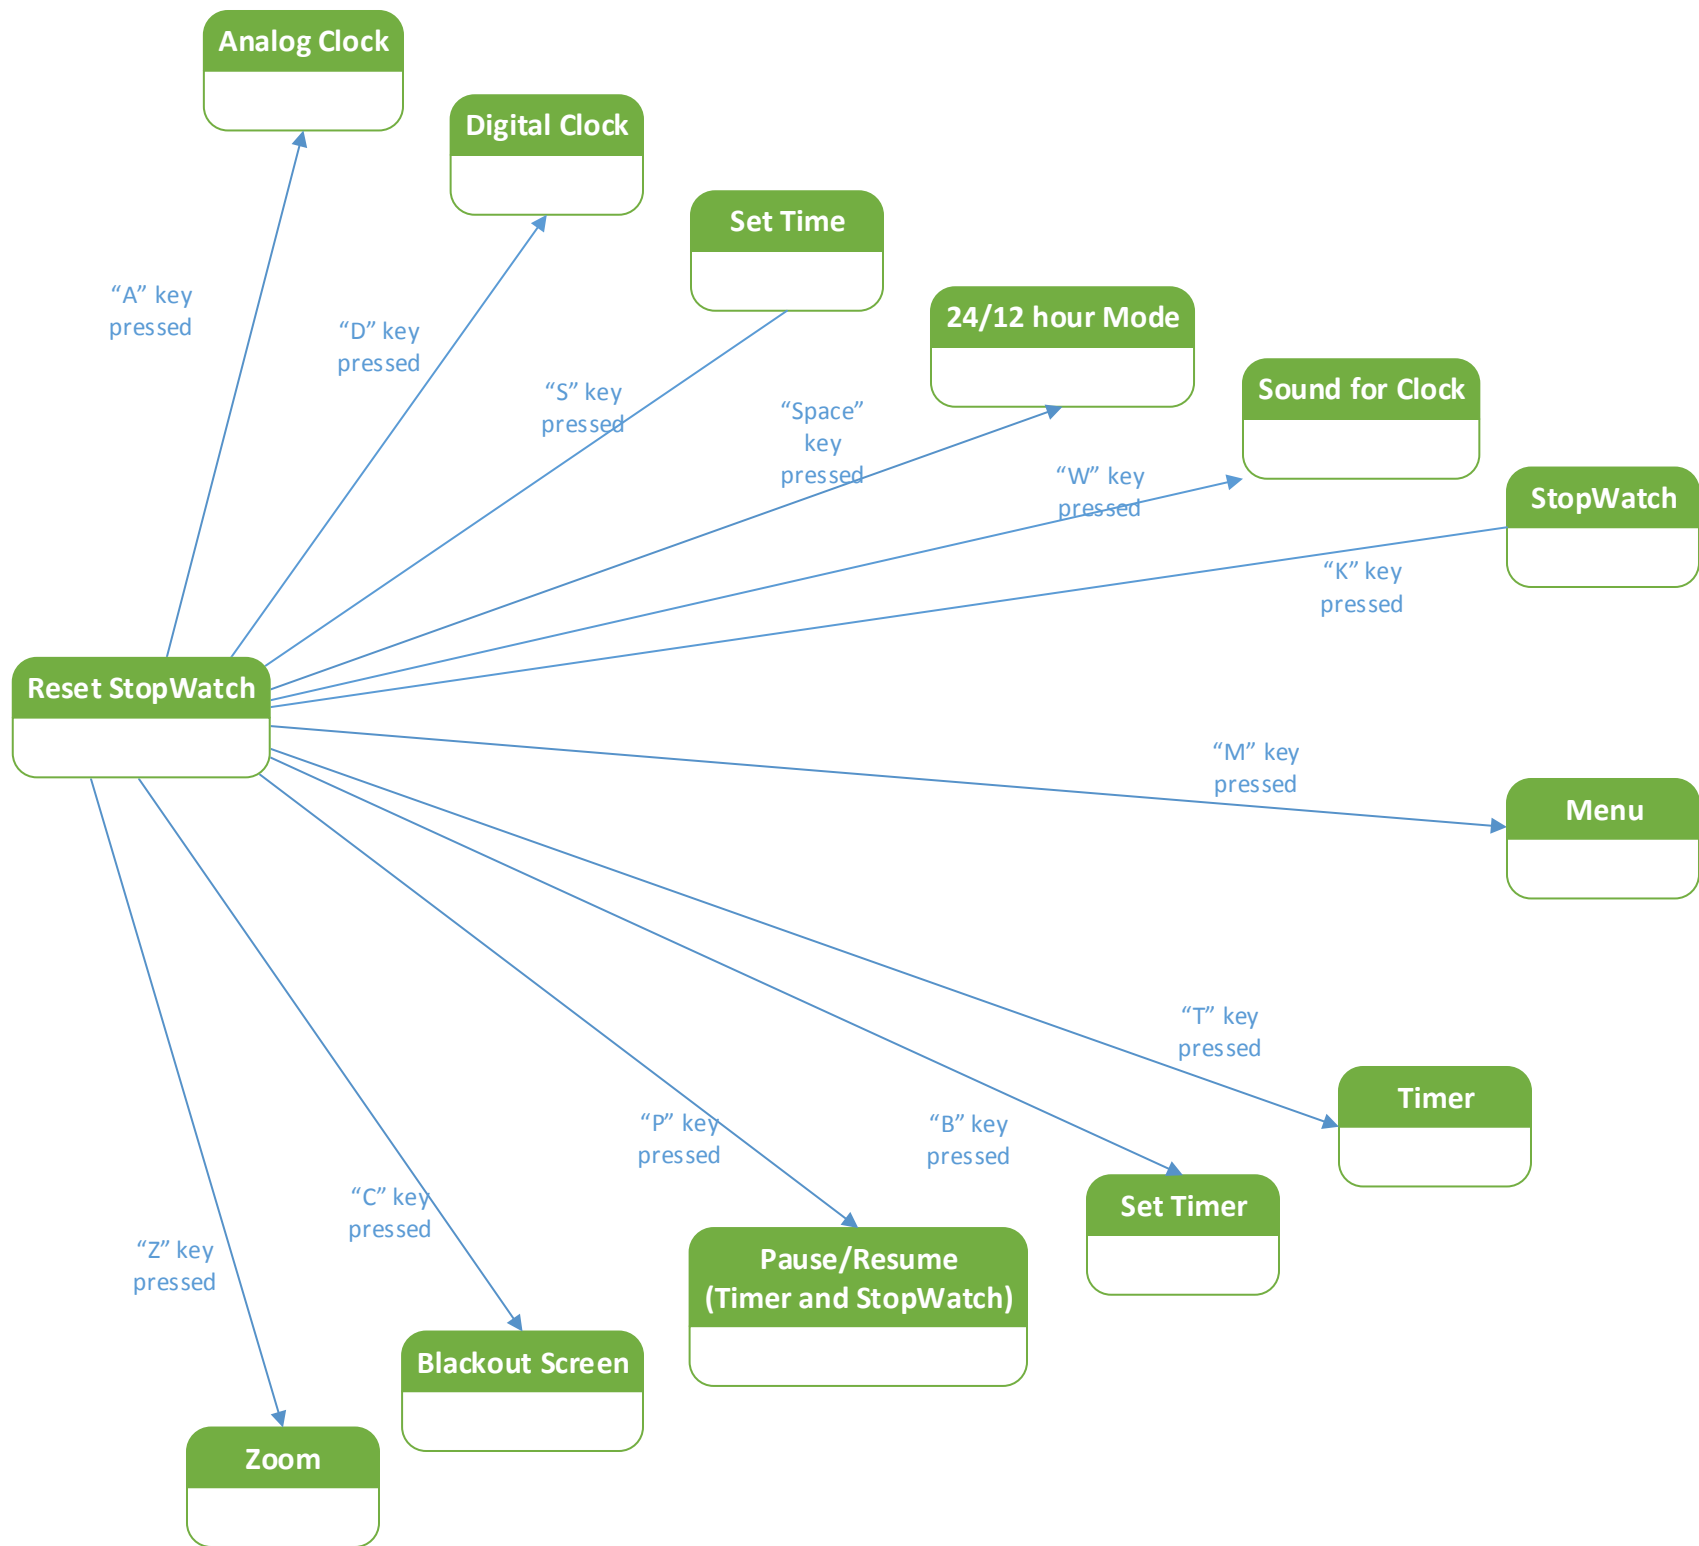 Analog Clock
Digital Clock
Set Time
24/12 hour Mode
Sound for Clock
StopWatch
“A” key
pressed
“D” key
pressed
“S” key
pressed
“Space”
key
pressed
“W” key
pressed
“K” key
pressed
Reset StopWatch
“M” key
pressed
Menu
“T” key
pressed
Timer
“B” key
pressed
Set Timer
“P” key
pressed
Pause/Resume
(Timer and StopWatch)
“C” key
pressed
Blackout Screen
“Z” key
pressed
Zoom